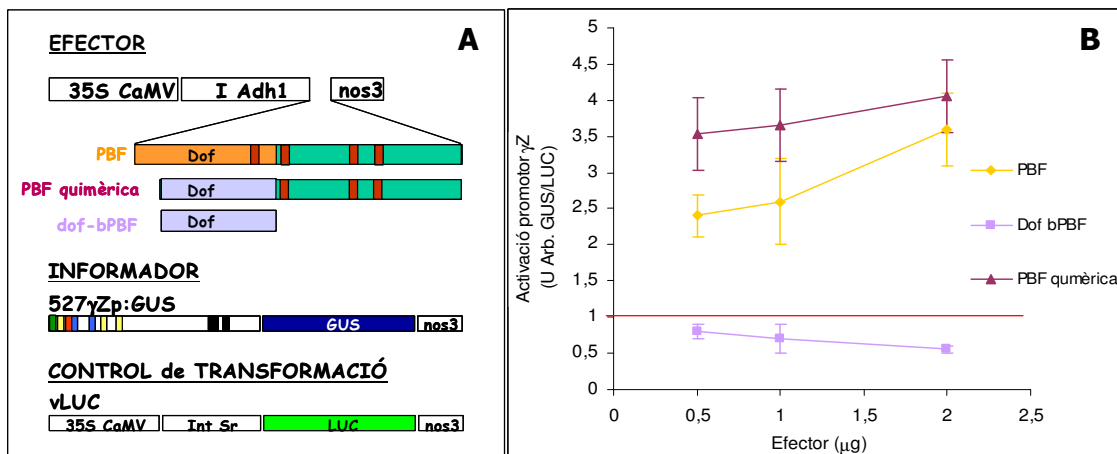 EFECTOR
A
35S CaMV I Adh1 nos3
PBF Dof
PBF quimèrica Dof
dof-bPBF Dof
INFORMADOR
527γZp:GUS
GUS nos3
CONTROL de TRANSFORMACIÓ
vLUC
35S CaMV Int Sr LUC nos3
B
Activació promotor γZ
(U Arb. GUS/LUC)
5
4,5
4
3,5
3
2,5
2
1,5
1
0,5
0
0 0,5 1 1,5 2 2,5
Efector (μg)
PBF
Dof bPBF
PBF qumèrica